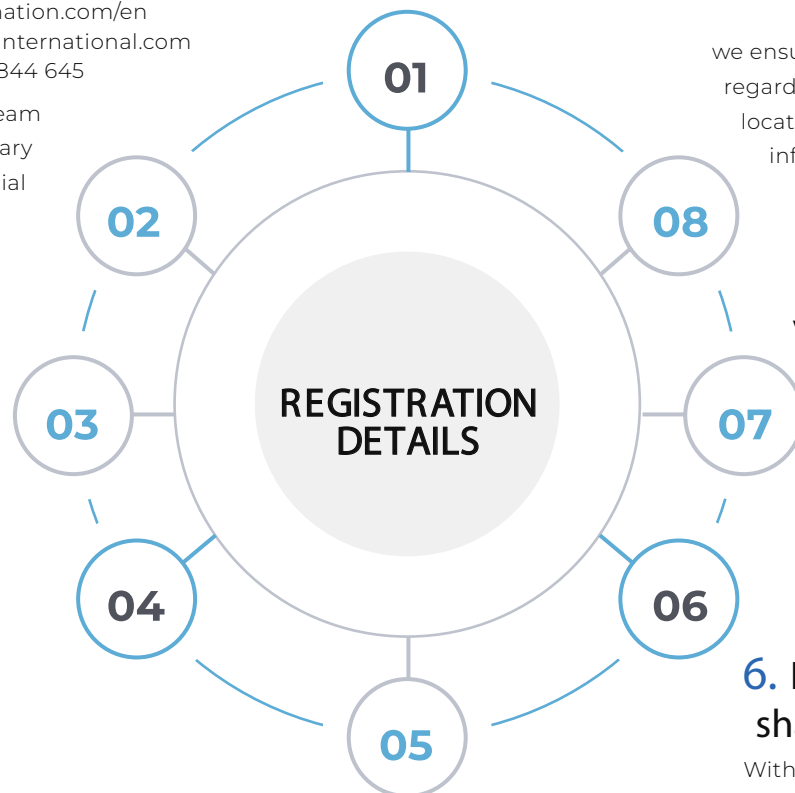 nation.com/en
nternational.com
844 645
eam
ary
ial
we ensu
regard
locat
inf
01
02
08
REGISTRATION
DETAILS
03
07
04
06
05
6.
sh
With